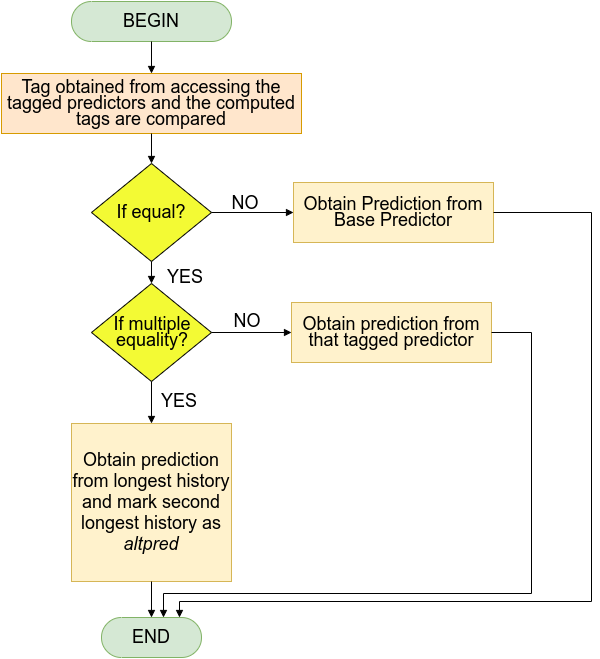 BEGIN
Tag obtained from accessing the
tagged predictors and the computed
tags are compared
If equal?
NO
Obtain Prediction from
Base Predictor
YES
If multiple
equality?
NO
Obtain prediction from
that tagged predictor
YES
Obtain prediction
from longest history
and mark second
longest history as
altpred
END